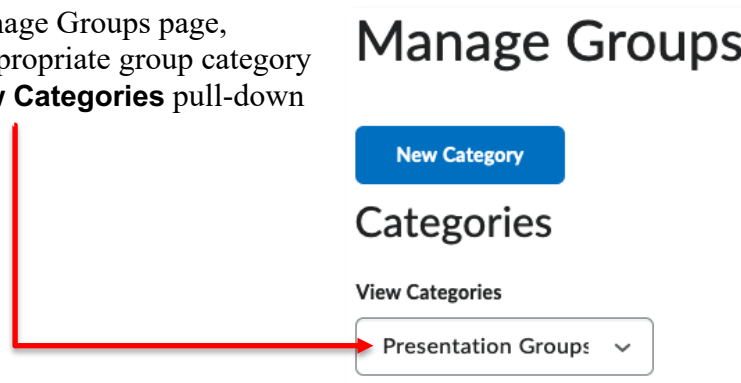 nage Groups page,
propriate group category
Categories pull-down
Manage Groups
New Category
Categories
View Categories
Presentation Groups